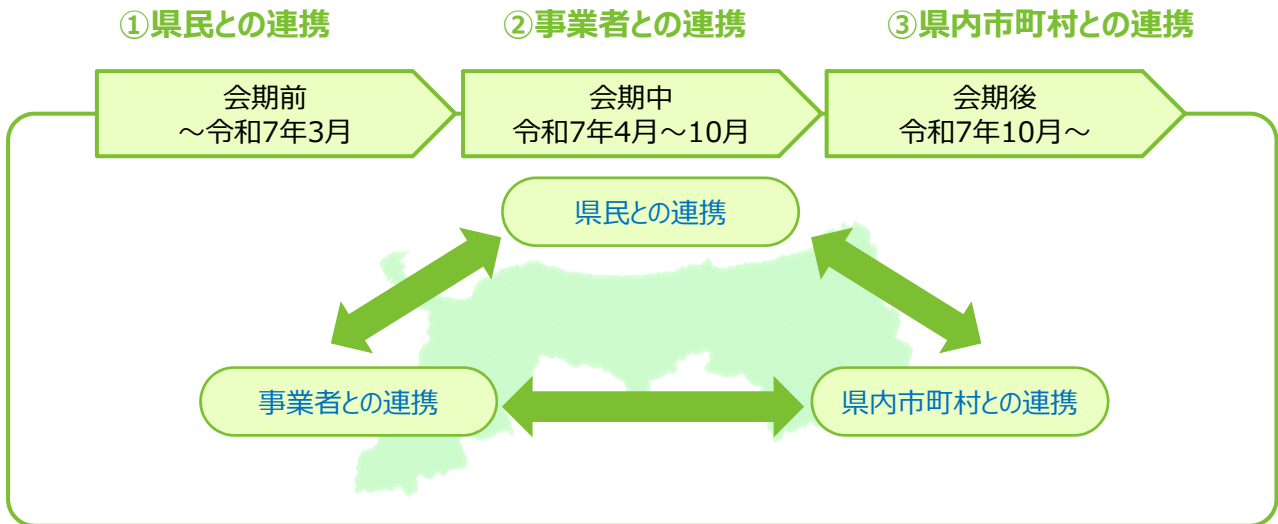 ①県民との連携
②事業者との連携
③県内市町村との連携
会期前
～令和7年3月
会期中
令和7年4月～10月
会期後
令和7年10月～
県民との連携
事業者との連携
県内市町村との連携